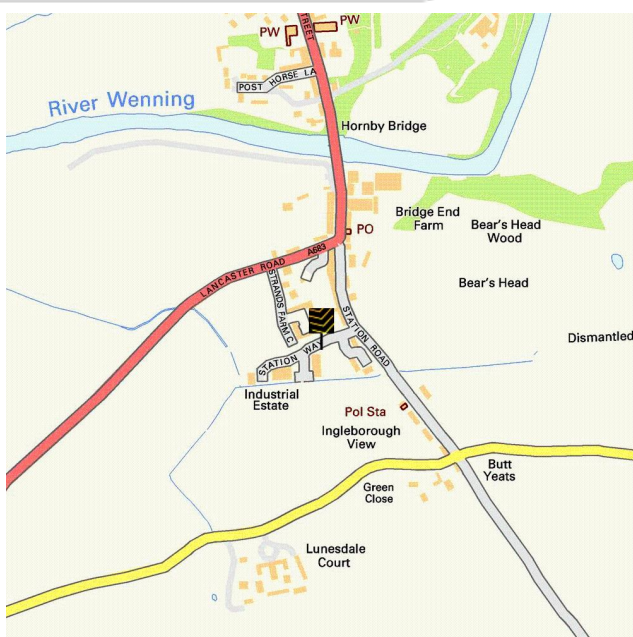 STREET
PW
PW
POST HORSE LA
River Wenning
Hornby Bridge
Bridge End
Farm
Bear's Head
Wood
PO
A683
LANCASTER ROAD
Bear's Head
STRANDS FARM C
STATION ROAD
STATION WAY
Dismantled
Industrial
Estate
Pol Sta
Ingleborough
View
Butt
Yeats
Green
Close
Lunesdale
Court